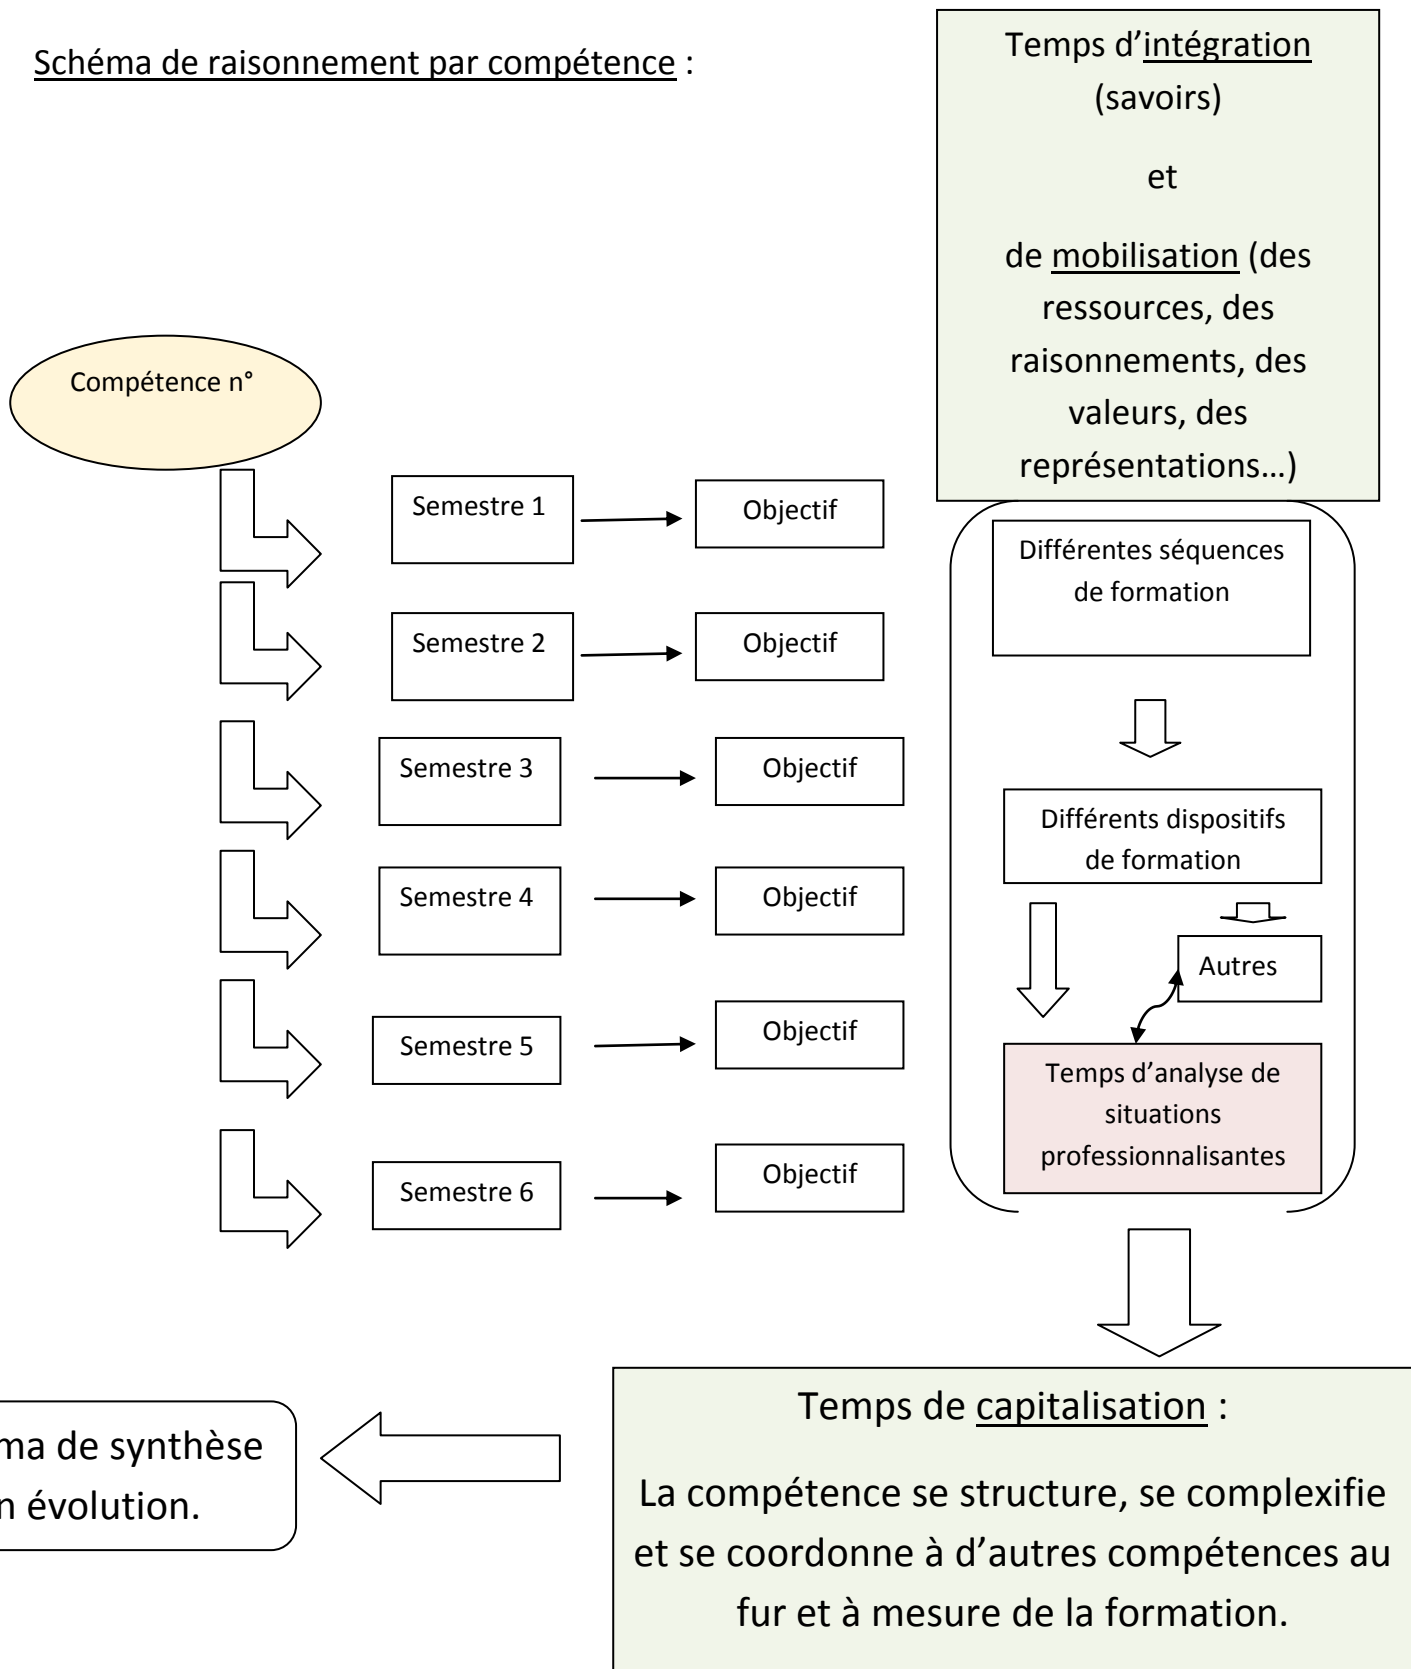 Schéma de raisonnement par compétence :
Temps d’intégration
(savoirs)
et
de mobilisation (des
ressources, des
raisonnements, des
valeurs, des
représentations…)
Compétence n°
Semestre 1
Objectif
Semestre 2
Objectif
Semestre 3
Objectif
Semestre 4
Objectif
Semestre 5
Objectif
Semestre 6
Objectif
Différentes séquences
de formation
Différents dispositifs
de formation
Autres
Temps d’analyse de
situations
professionnalisantes
Temps de capitalisation :
La compétence se structure, se complexifie
et se coordonne à d’autres compétences au
fur et à mesure de la formation.
ma de synthèse
n évolution.